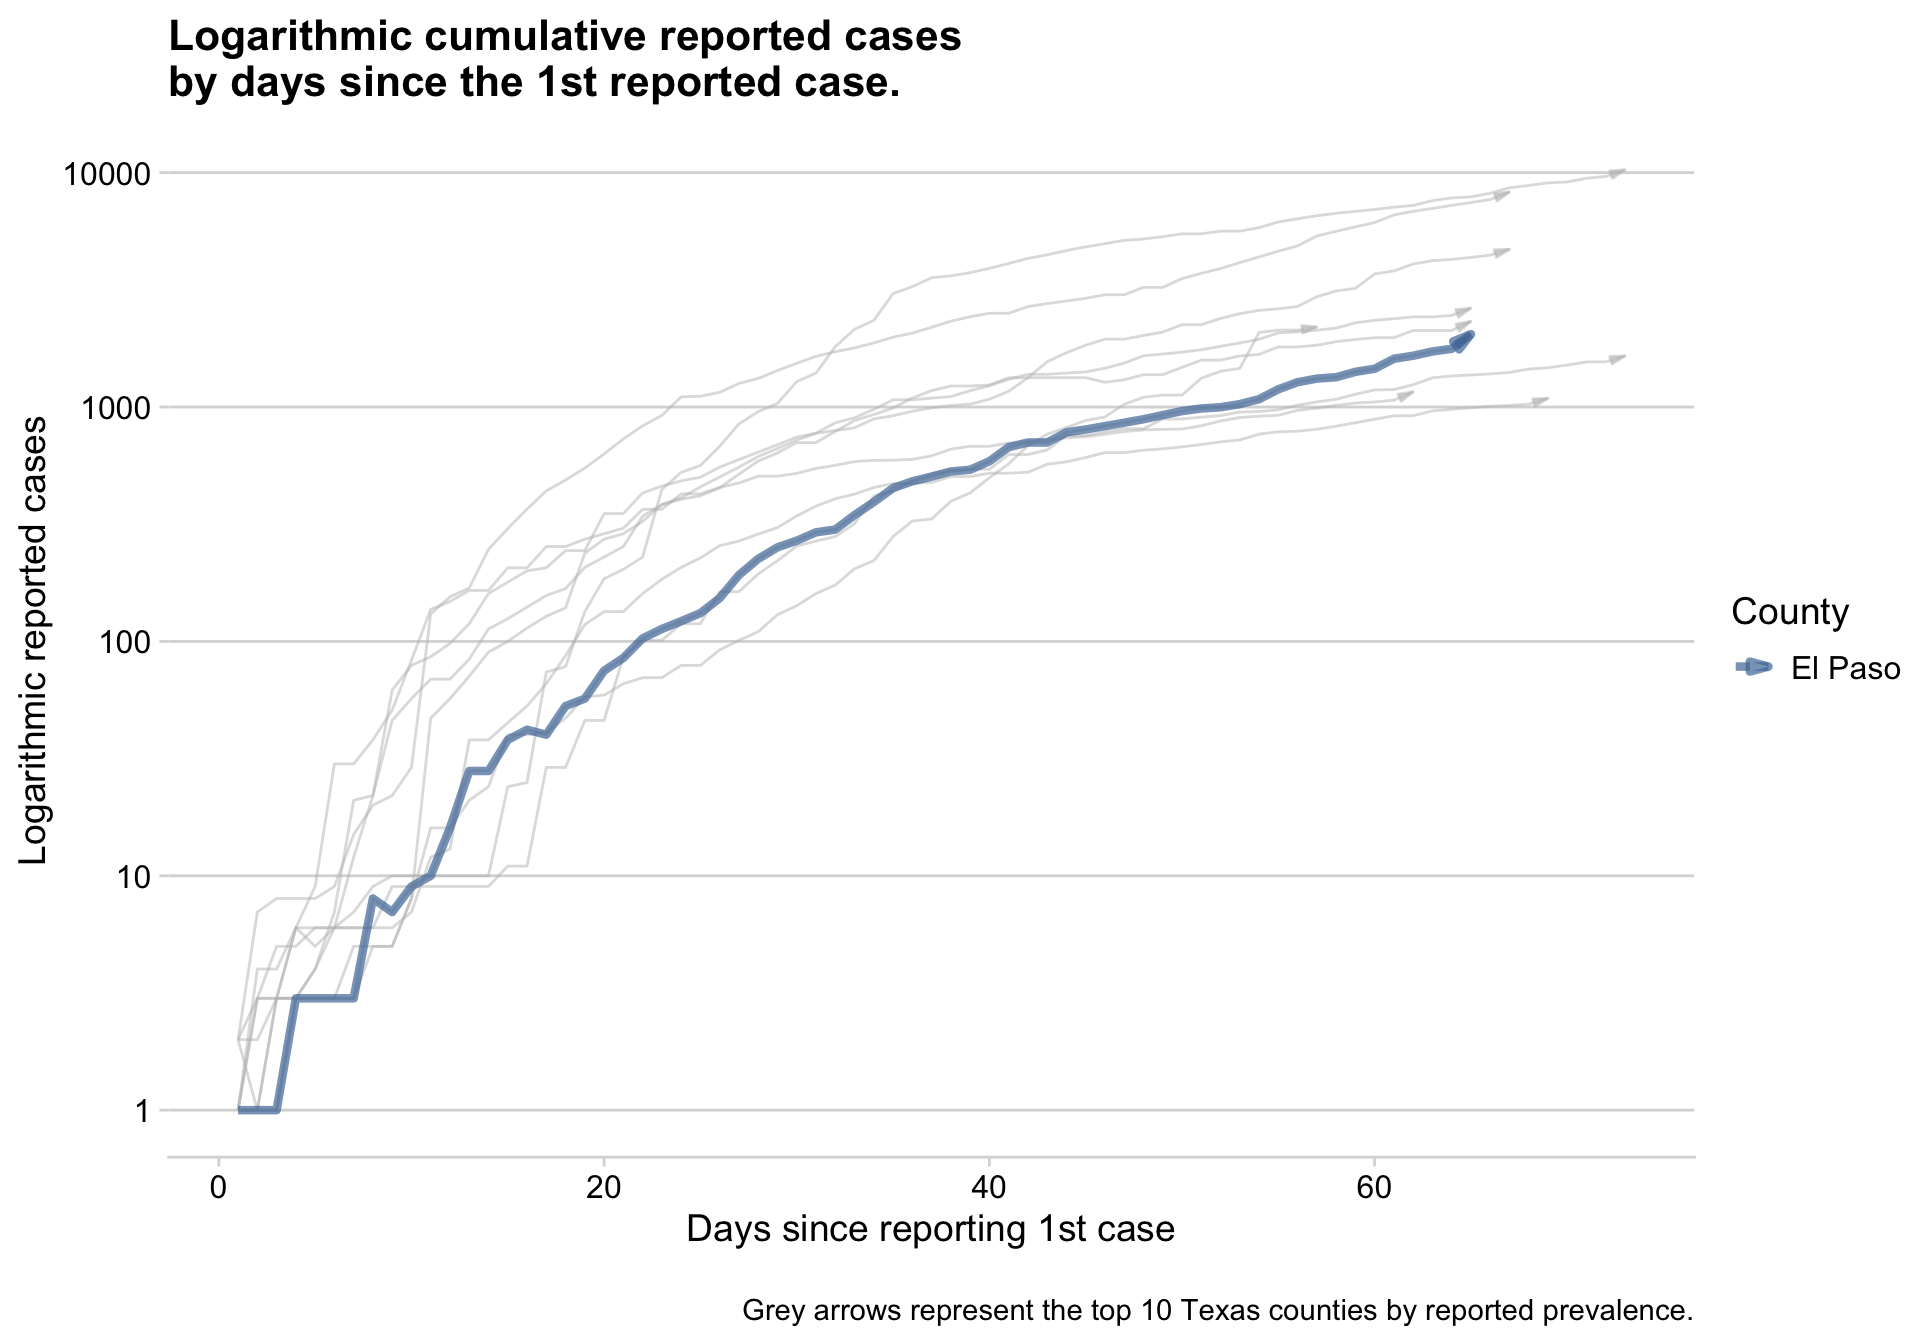 Logarithmic cumulative reported cases
by days since the 1st reported case.
10000
1000
100
10
1
Logarithmic reported cases
0 20 40 60
Days since reporting 1st case
County
El Paso
Grey arrows represent the top 10 Texas counties by reported prevalence.